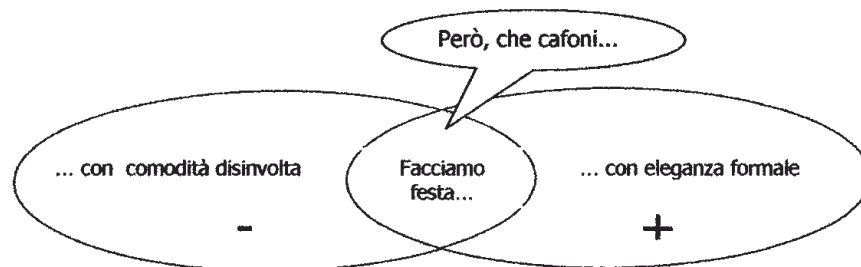 Però, che cafoni...
... con comodità disinvolta
Facciamo
festa...
... con eleganza formale
-
+